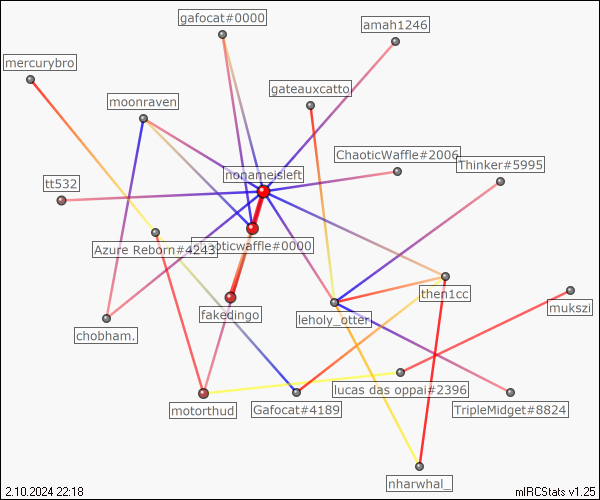 gafocat#0000
amah1246
mercurybro
gateauxcatto
moonraven
ChaoticWaffle#2006
Thinker#5995
nonameisleft
tt532
Azure Reborn#4243
oticwaffle#0000
then1cc
mukszi
fakedingo
leholy_otter
chobham.
lucas das oppai#2396
motorthud
Gafocat#4189
TripleMidget#8824
nharwhal_
2.10.2024 22:18
mIRCStats v1.25